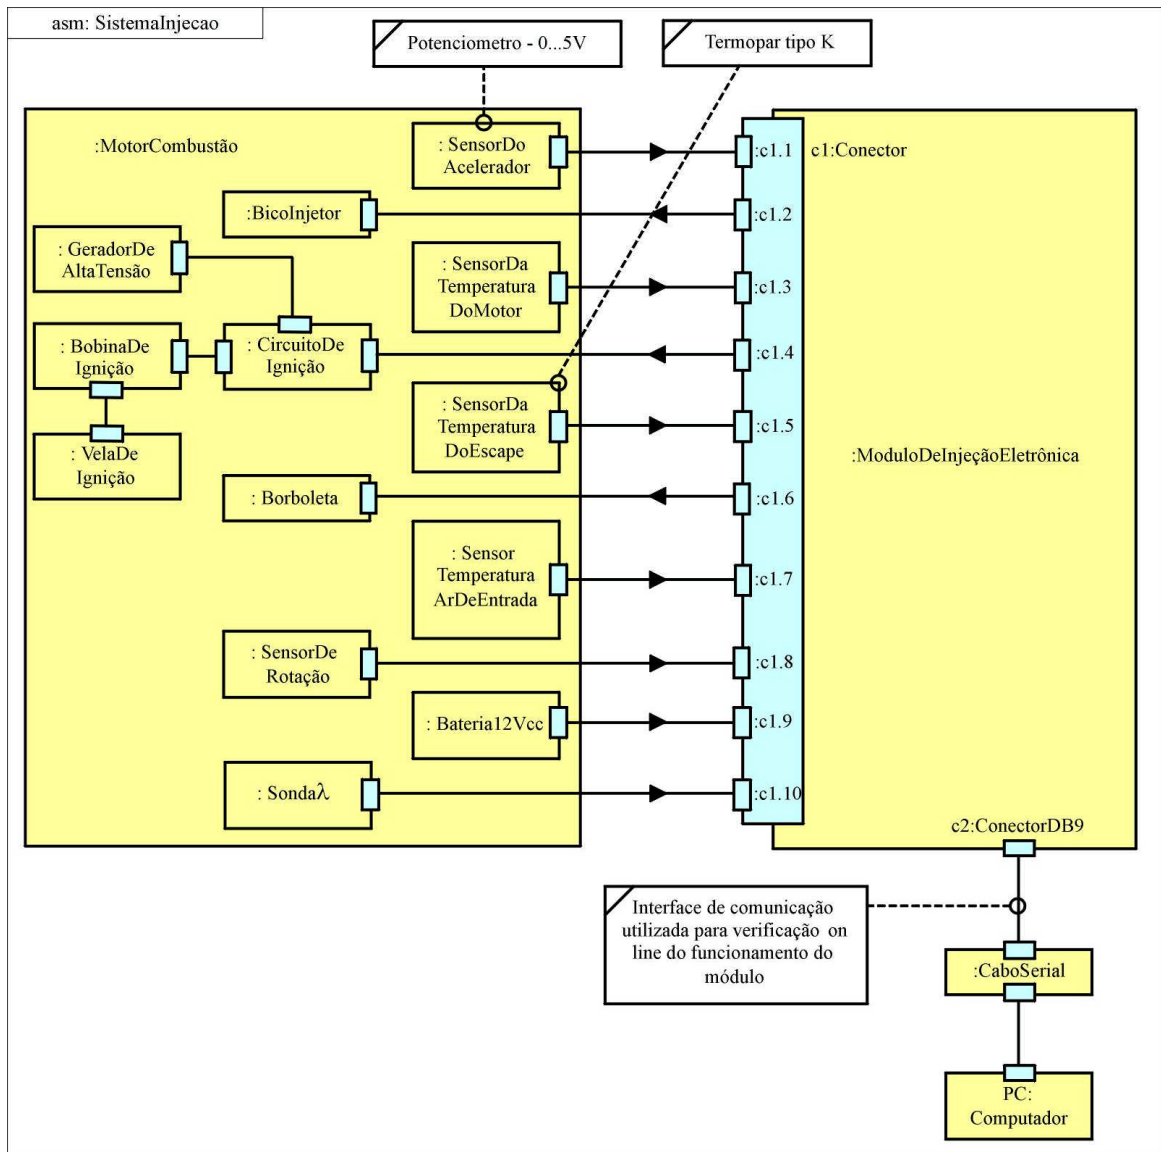 asm: SistemaInjecao
Potenciometro - 0...5V
Termopar tipo K
:MotorCombustão
: SensorDo
Acelerador
:c1.1
c1:Conector
:BicoInjetor
:c1.2
: GeradorDe
AltaTensão
: SensorDa
Temperatura
DoMotor
:c1.3
: BobinaDe
Ignição
: CircuitoDe
Ignição
:c1.4
: SensorDa
Temperatura
DoEscape
:c1.5
: VelaDe
Ignição
:ModuloDeInjeçãoEletrônica
: Borboleta
:c1.6
: Sensor
Temperatura
ArDeEntrada
:c1.7
: SensorDe
Rotação
:c1.8
: Bateria12Vcc
:c1.9
: Sondaλ
:c1.10
c2:ConectorDB9
Interface de comunicação
utilizada para verificação on
line do funcionamento do
módulo
:CaboSerial
PC:
Computador